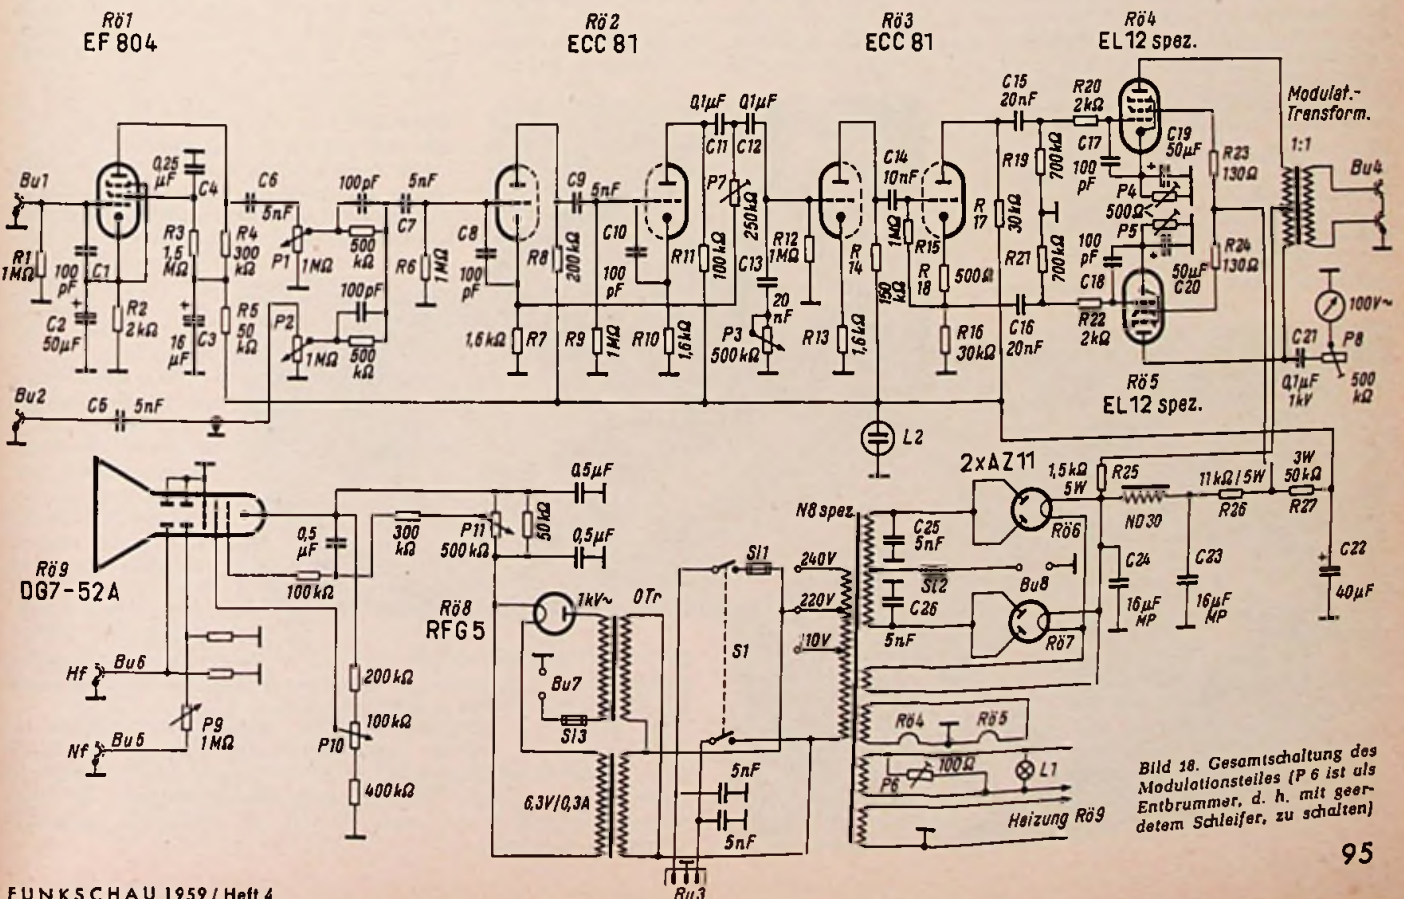 Rö1
EF 804
Rö2
ECC 81
Rö3
ECC 81
Rö4
EL12 spez.
Modulat.-
Transform.
1:1
Bu1
R1
1MΩ
100
pF
C1
C2
50µF
R2
2kΩ
0,25
µF
C4
R3
1,5
MΩ
16
µF
C3
R4
300
kΩ
R5
50
kΩ
C6
5nF
P1
1MΩ
P2
1MΩ
100pF
500
kΩ
100pF
500
kΩ
5nF
C7
R6
1MΩ
C8
100
pF
1,6kΩ
R7
R8
200kΩ
C9
5nF
R9
1MΩ
C10
100
pF
R10
1,6kΩ
R11
100kΩ
0,1µF
C11
0,1µF
C12
P7
250kΩ
C13
20
nF
P3
500kΩ
R12
1MΩ
R13
1,6kΩ
R
14
150
kΩ
C14
10nF
1MΩ
R15
R
18
500Ω
R16
30kΩ
R
17
30kΩ
C15
20nF
C16
20nF
R19
700kΩ
R21
700kΩ
R20
2kΩ
R22
2kΩ
C17
100
pF
100
pF
C18
C19
50µF
P4
500Ω
P5
50µF
C20
R23
130Ω
R24
130Ω
Bu4
100V~
P8
500
kΩ
C21
0,1µF
1kV
Rö5
EL12 spez.
Bu2
C5
5nF
L2
Rö9
DG7-52A
0,5
µF
100kΩ
300
kΩ
P11
500kΩ
50kΩ
0,5µF
0,5µF
Hf
Bu6
Nf
Bu5
P9
1MΩ
200kΩ
100kΩ
P10
400kΩ
Rö8
RFG5
1kV~
0Tr
Bu7
Si3
6,3V/0,3A
Si1
S1
5nF
5nF
Bu3
N8 spez.
240V
220V
110V
C25
5nF
Si2
C26
5nF
Bu8
2xAZ11
Rö6
Rö7
1,5kΩ
5W
R25
ND30
C24
16µF
MP
C23
16µF
MP
11kΩ/5W
R26
3W
50kΩ
R27
C22
40µF
Rö4
Rö5
P6
100Ω
L1
Heizung Rö9
Bild 18. Gesamtschaltung des
Modulationsteiles (P 6 ist als
Entbrummer, d. h. mit geer-
detem Schleifer, zu schalten)
95
FUNKSCHAU 1959 / Heft 4